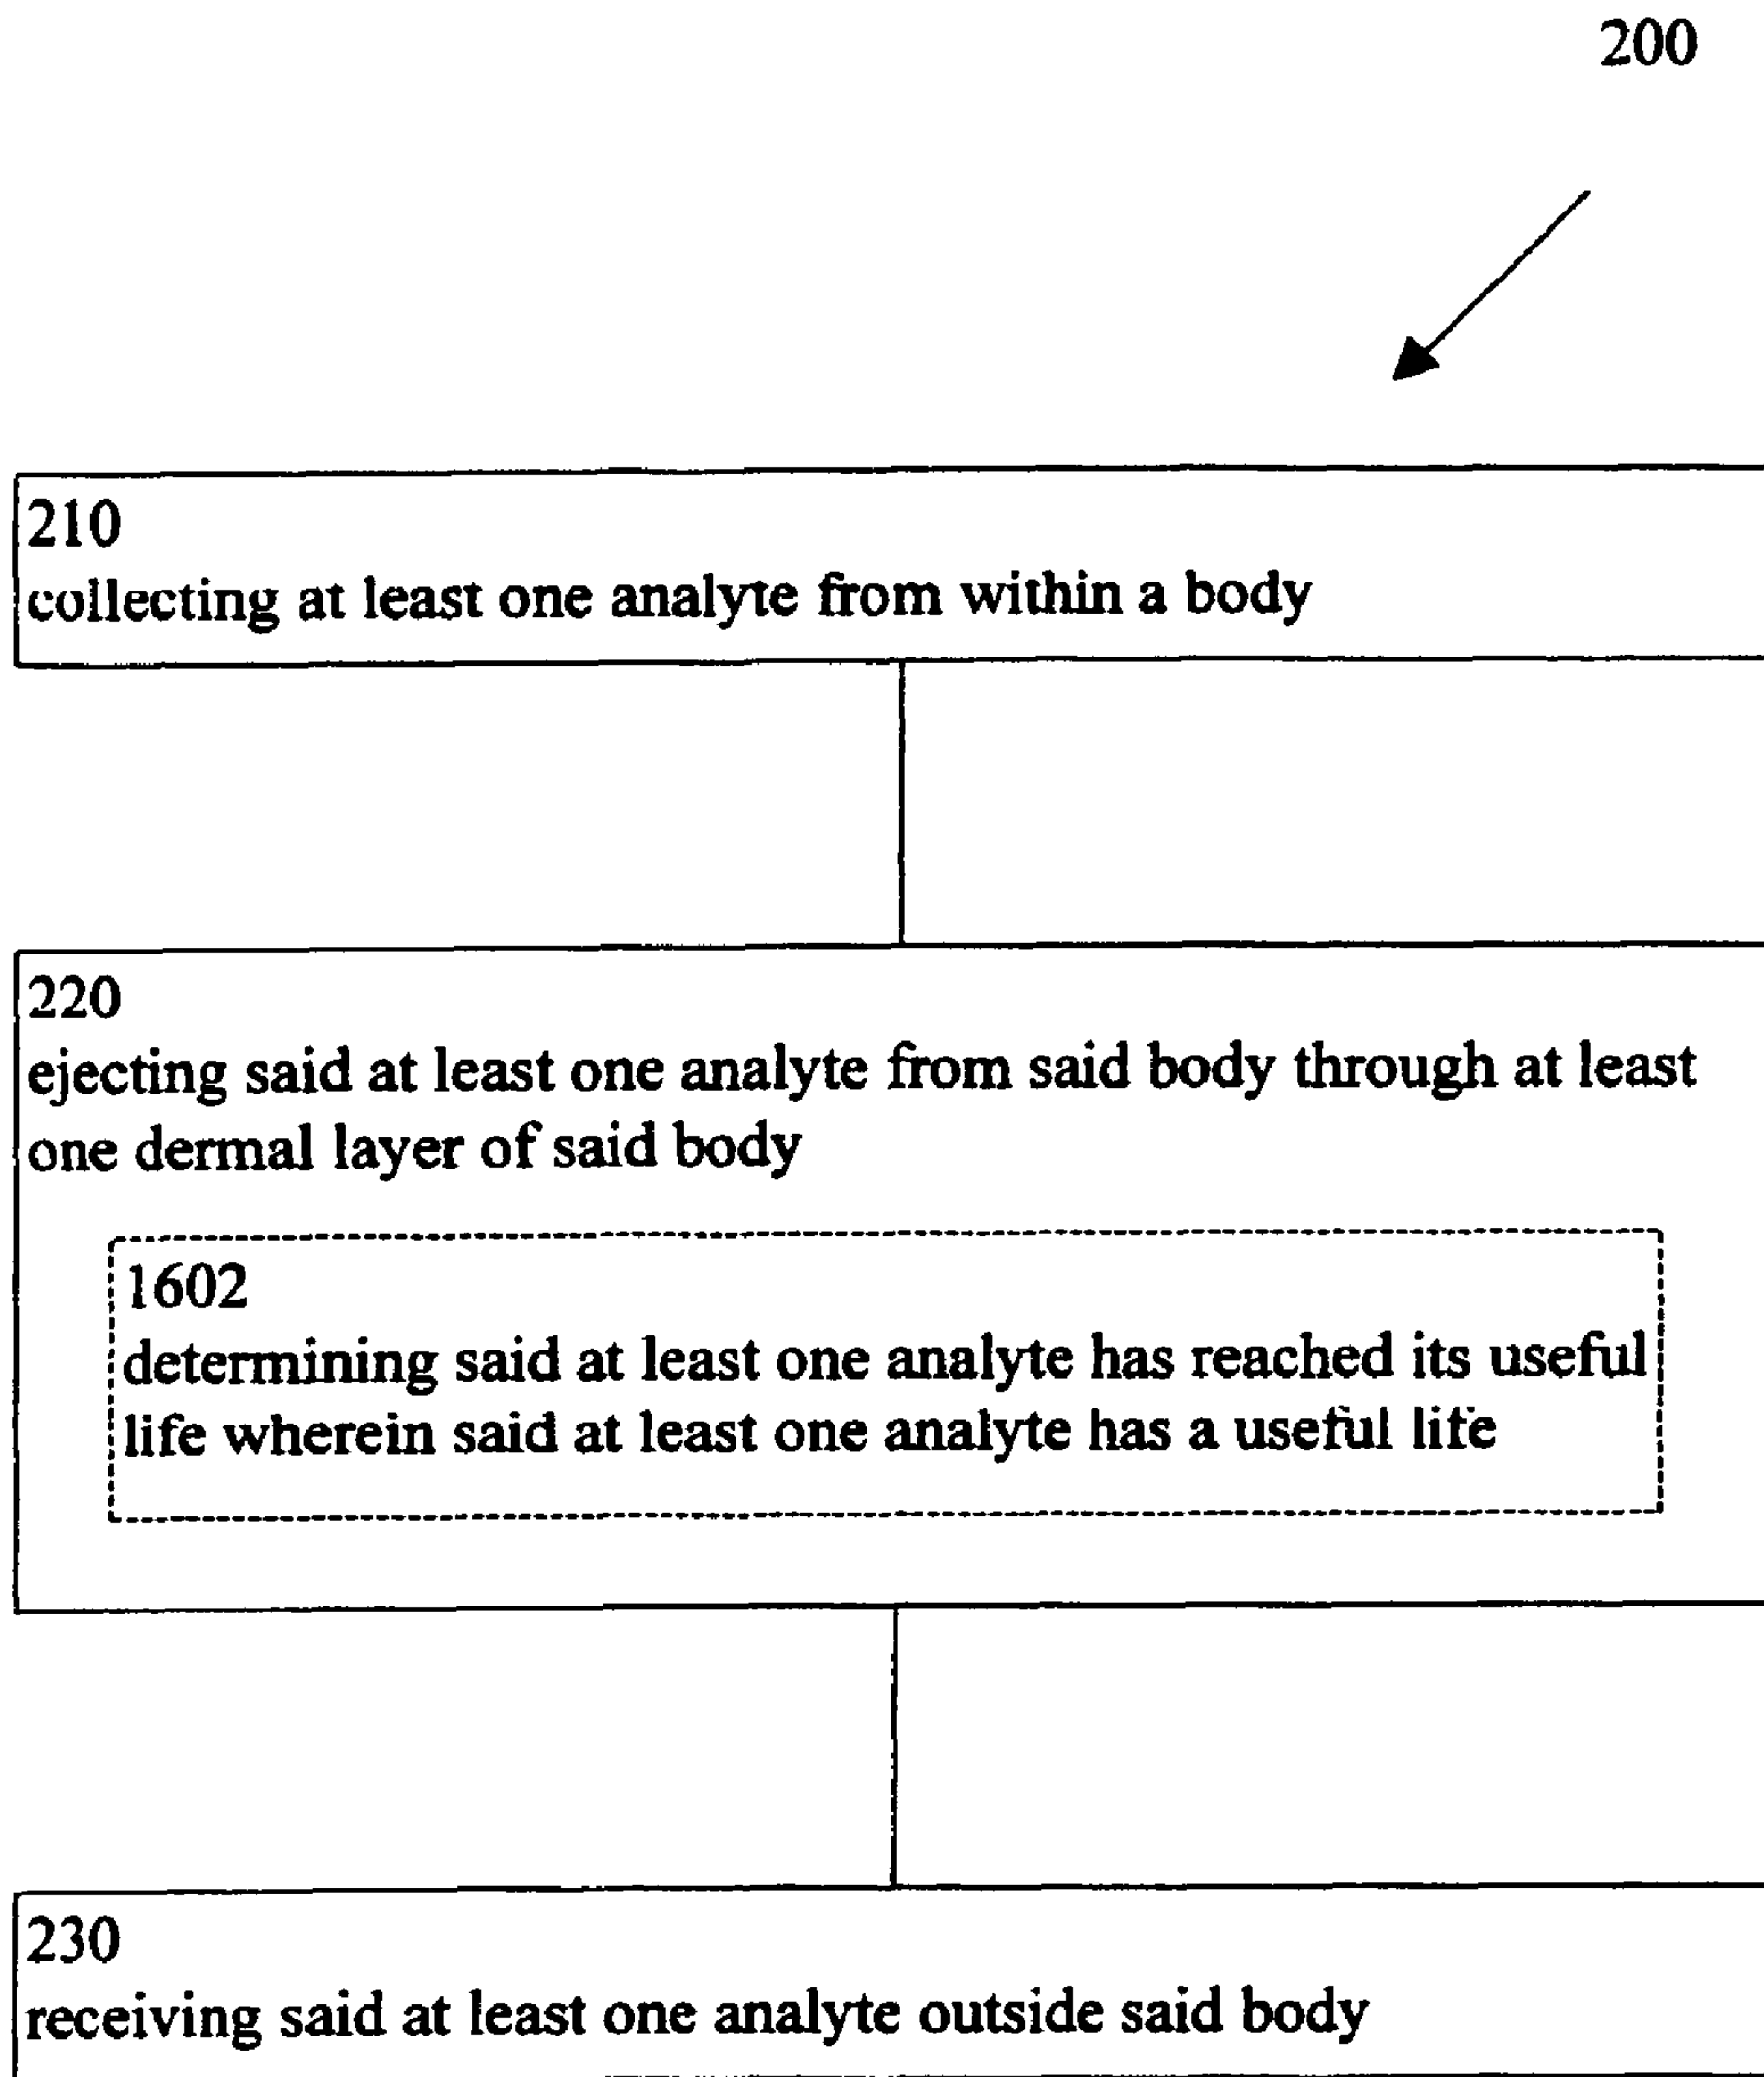 200
210
collecting at least one analyte from within a body
220
ejecting said at least one analyte from said body through at least
one dermal layer of said body
1602
determining said at least one analyte has reached its useful
life wherein said at least one analyte has a useful life
230
receiving said at least one analyte outside said body